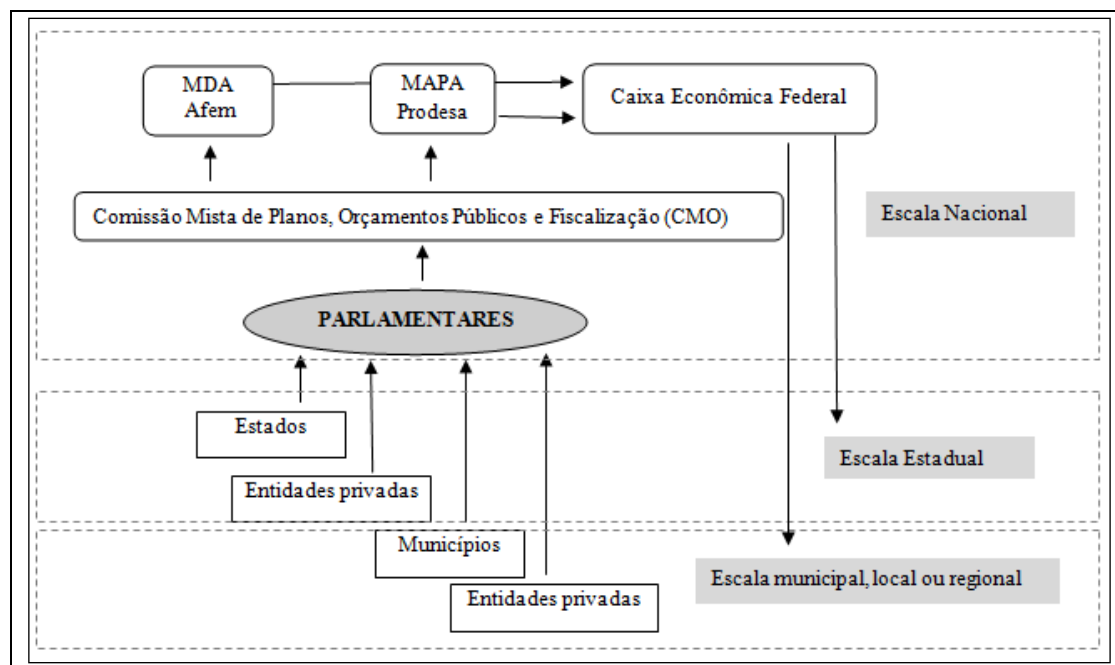 MDA
Afem
MAPA
Prodesa
Caixa Econômica Federal
Comissão Mista de Planos, Orçamentos Públicos e Fiscalização (CMO)
Escala Nacional
PARLAMENTARES
Estados
Escala Estadual
Entidades privadas
Municípios
Escala municipal, local ou regional
Entidades privadas